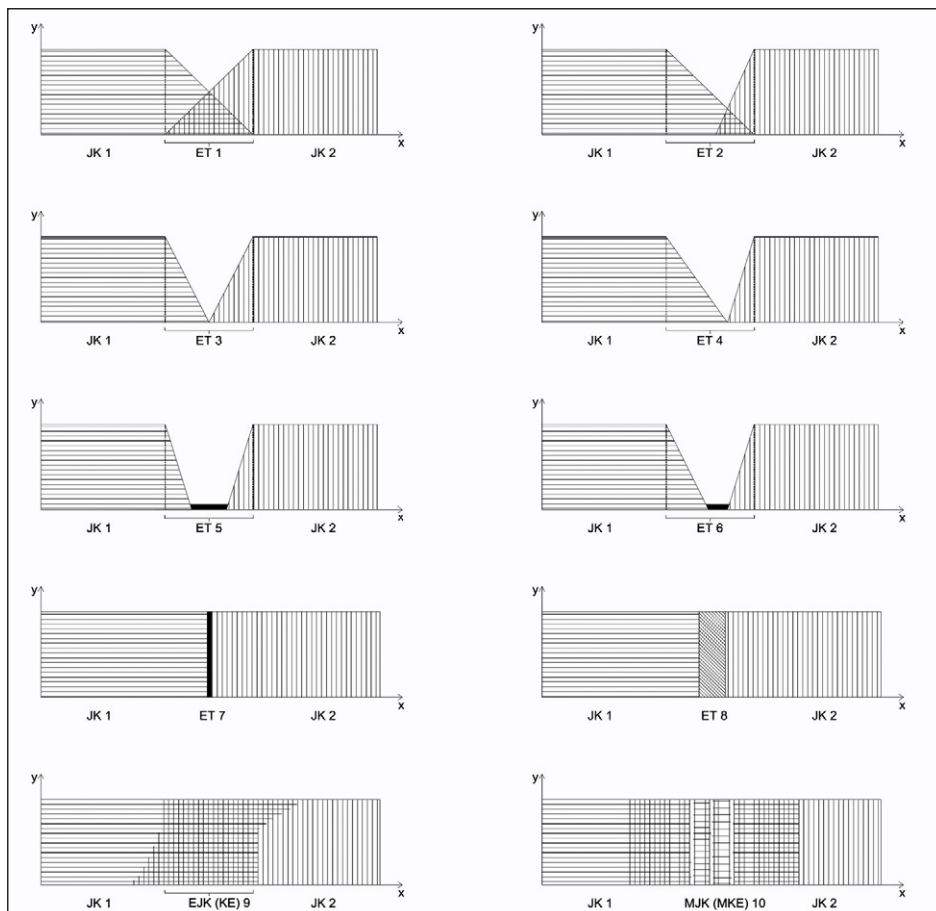 y y
x x
JK 1 ET 1 JK 2 JK 1 ET 2 JK 2
y y
x x
JK 1 ET 3 JK 2 JK 1 ET 4 JK 2
y y
x x
JK 1 ET 5 JK 2 JK 1 ET 6 JK 2
y y
x x
JK 1 ET 7 JK 2 JK 1 ET 8 JK 2
y y
x x
JK 1 EJK (KE) 9 JK 2 JK 1 MJK (MKE) 10 JK 2